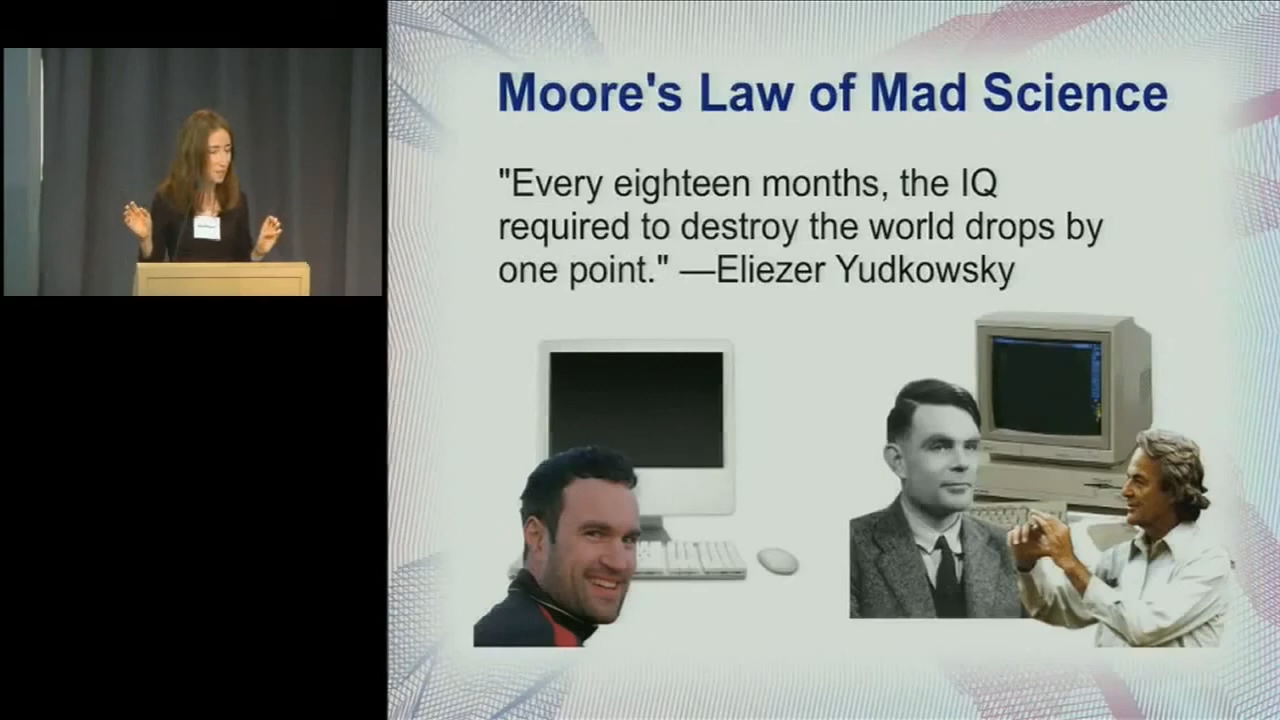 Moore's Law of Mad Science
"Every eighteen months, the IQ
required to destroy the world drops by
one point." —Eliezer Yudkowsky